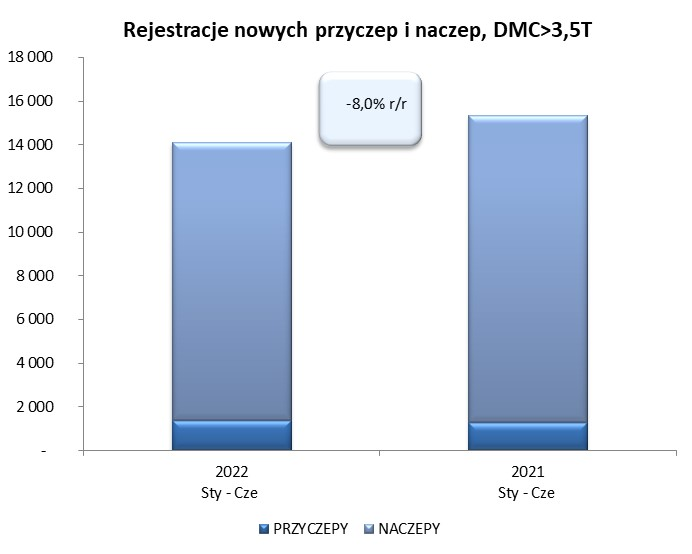 Rejestracje nowych przyczep i naczep, DMC>3,5T
18 000
16 000
14 000
12 000
10 000
8 000
6 000
4 000
2 000
-
-8,0% r/r
2022
Sty - Cze
2021
Sty - Cze
PRZYCZEPY
NACZEPY